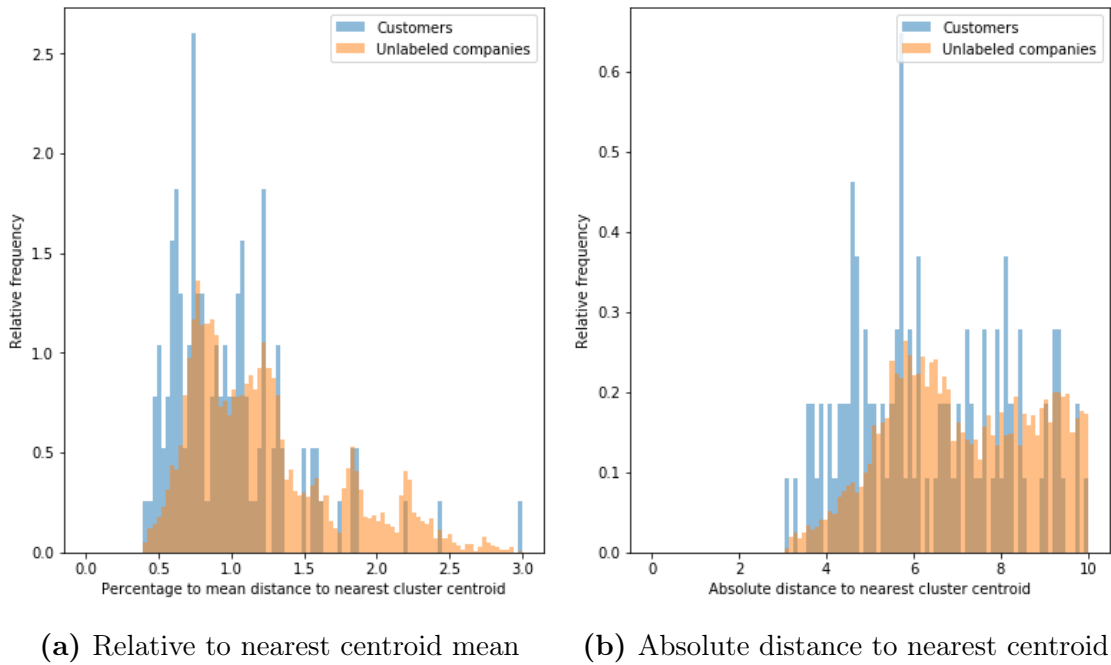 Customers
Unlabeled companies
2.5
2.0
1.5
1.0
0.5
0.0
Relative frequency
0.0 0.5 1.0 1.5 2.0 2.5 3.0
Percentage to mean distance to nearest cluster centroid
(a) Relative to nearest centroid mean
Customers
Unlabeled companies
0.6
0.5
0.4
0.3
0.2
0.1
0.0
Relative frequency
0 2 4 6 8 10
Absolute distance to nearest cluster centroid
(b) Absolute distance to nearest centroid